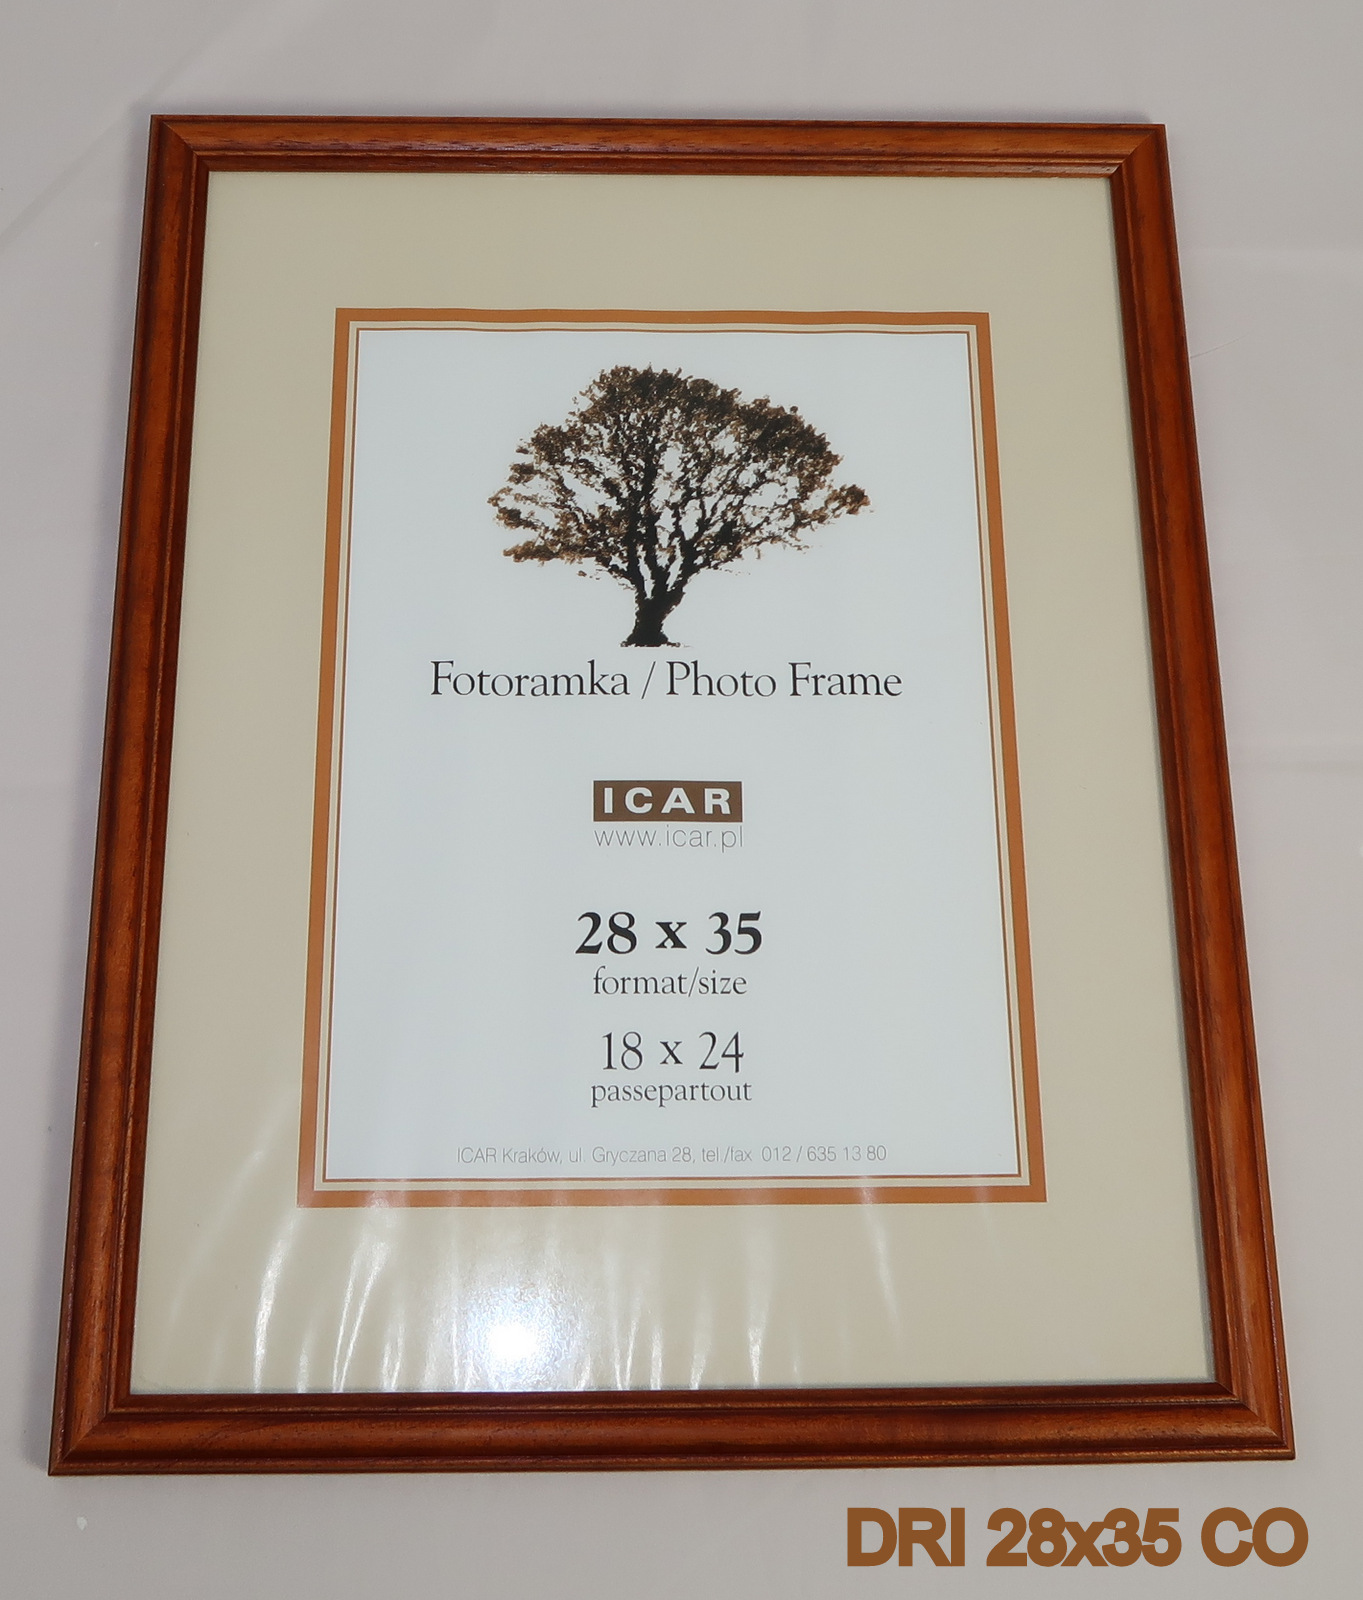 Fotoramka / Photo Frame
ICAR
www.icar.pl
28 x 35
format/size
18 x 24
passepartout
ICAR Kraków, ul. Gryczana 28, tel./fax 012 / 635 13 80
DRI 28x35 CO